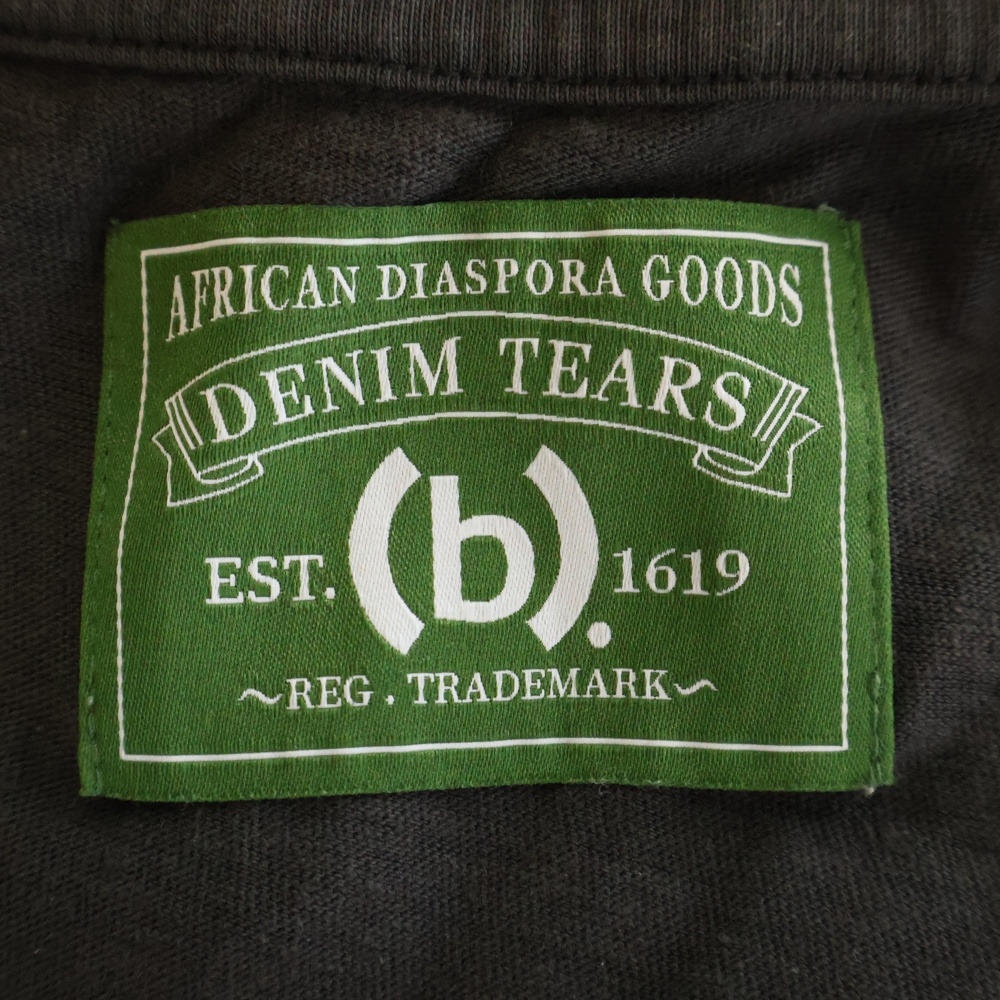 AFRICAN DIASPORA GOODS
DENIM TEARS
EST. (b). 1619
~REG . TRADEMARK~